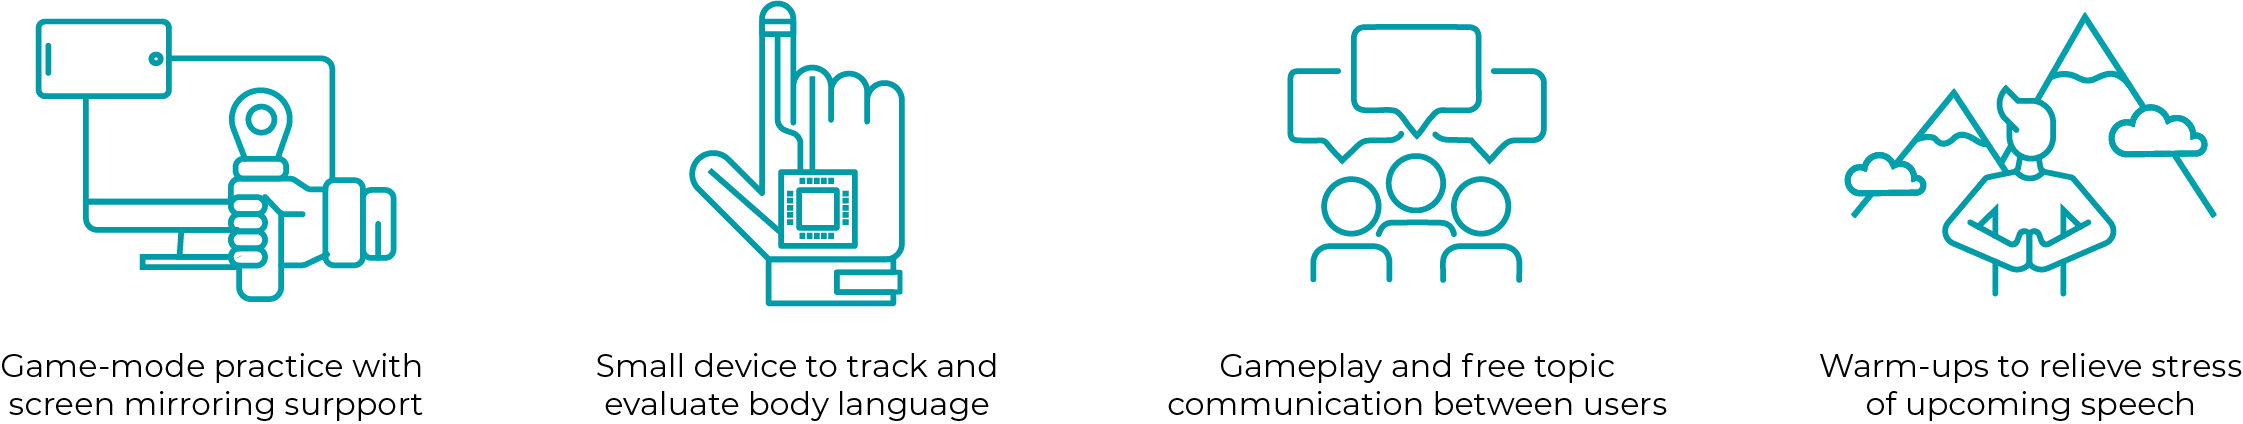 Game-mode practice with
screen mirroring surpport
Small device to track and
evaluate body language
Gameplay and free topic
communication between users
Warm-ups to relieve stress
of upcoming speech